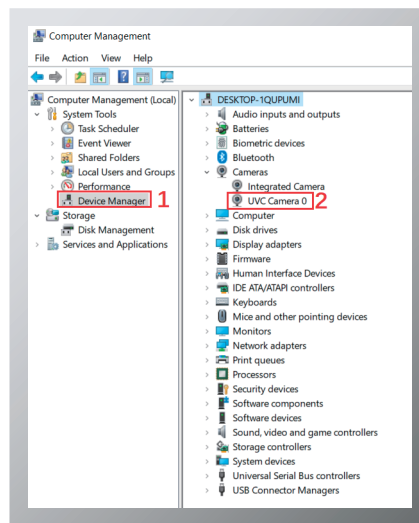 Computer Management
File Action View Help
Computer Management (Local)
System Tools
Task Scheduler
Event Viewer
Shared Folders
Local Users and Groups
Performance
Device Manager 1
Storage
Disk Management
Services and Applications
DESKTOP-1QUPUMI
Audio inputs and outputs
Batteries
Biometric devices
Bluetooth
Cameras
Integrated Camera
UVC Camera 0 2
Computer
Disk drives
Display adapters
Firmware
Human Interface Devices
IDE ATA/ATAPI controllers
Keyboards
Mice and other pointing devices
Monitors
Network adapters
Print queues
Processors
Security devices
Software components
Software devices
Sound, video and game controllers
Storage controllers
System devices
Universal Serial Bus controllers
USB Connector Managers